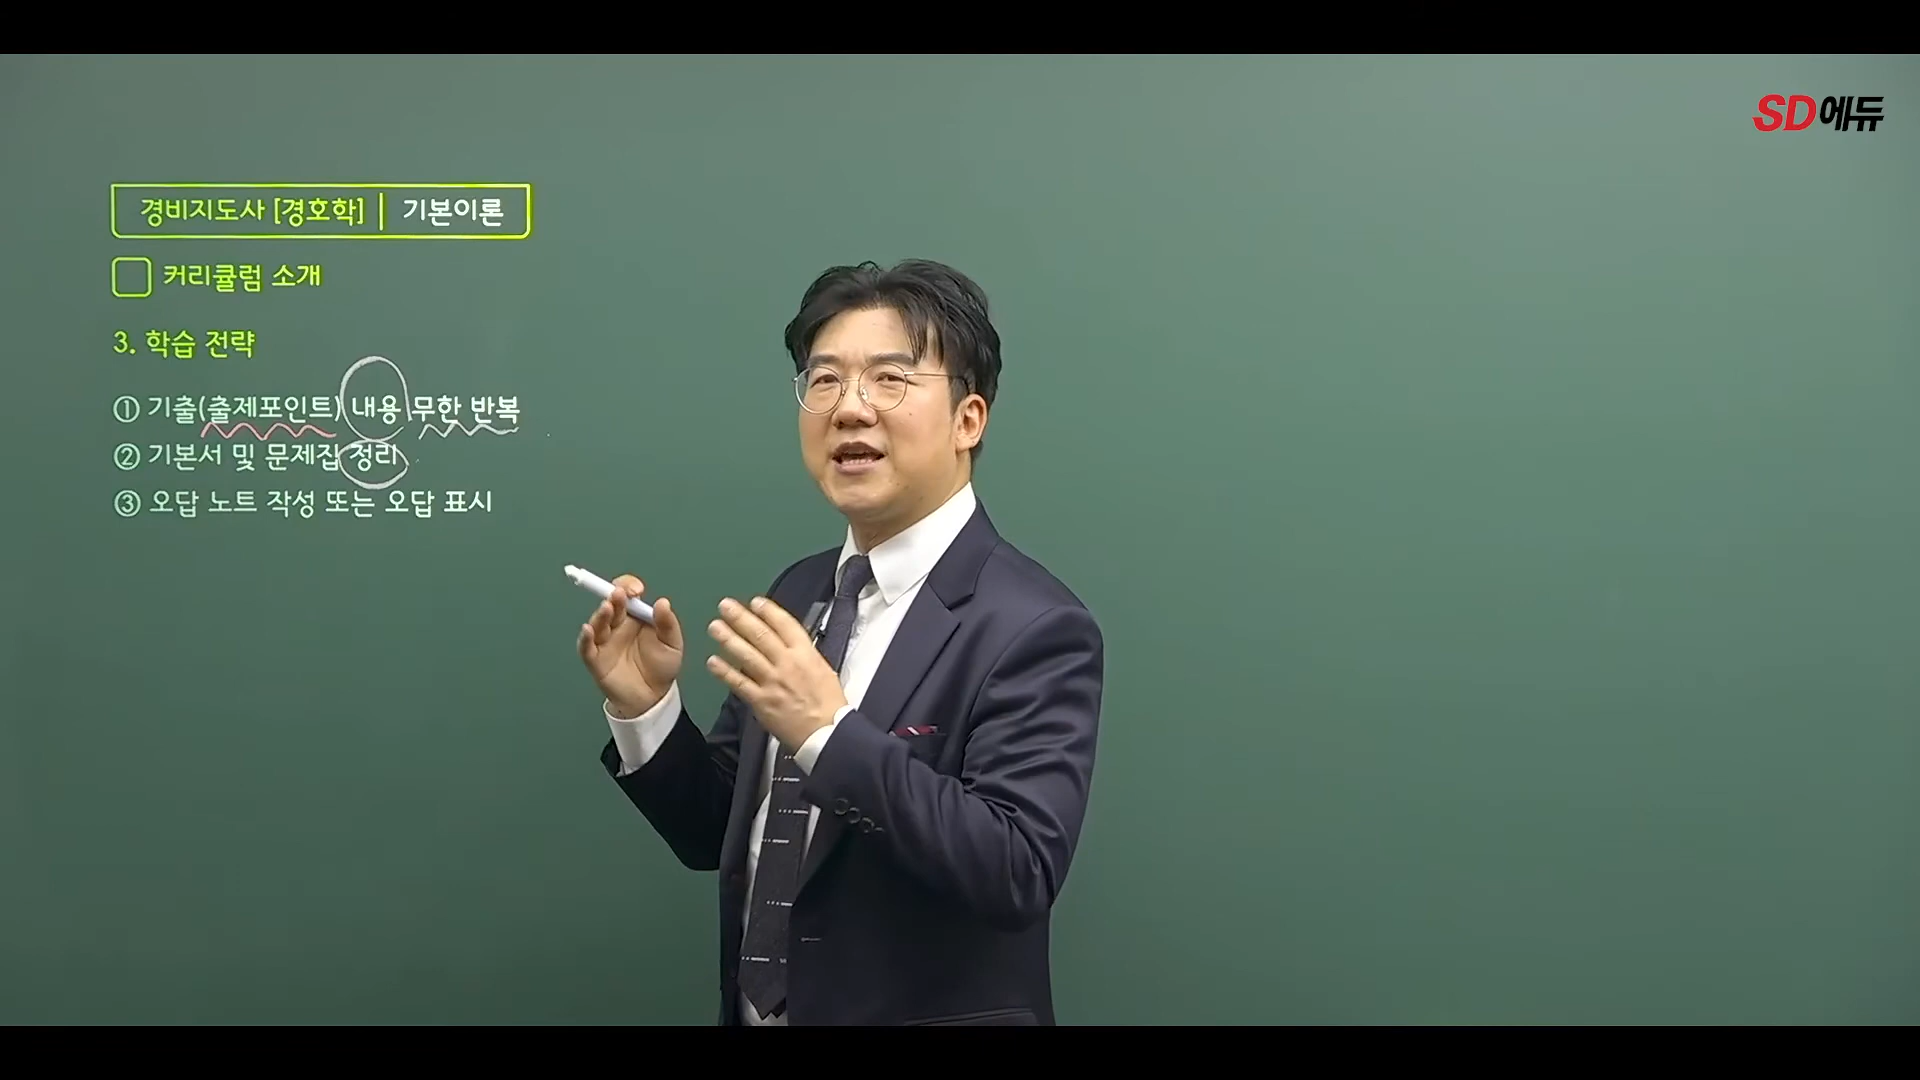 SD에듀
경비지도사 [경호학] | 기본이론
커리큘럼 소개
3. 학습 전략
① 기출(출제포인트) 내용 무한 반복
② 기본서 및 문제집 정리
③ 오답 노트 작성 또는 오답 표시